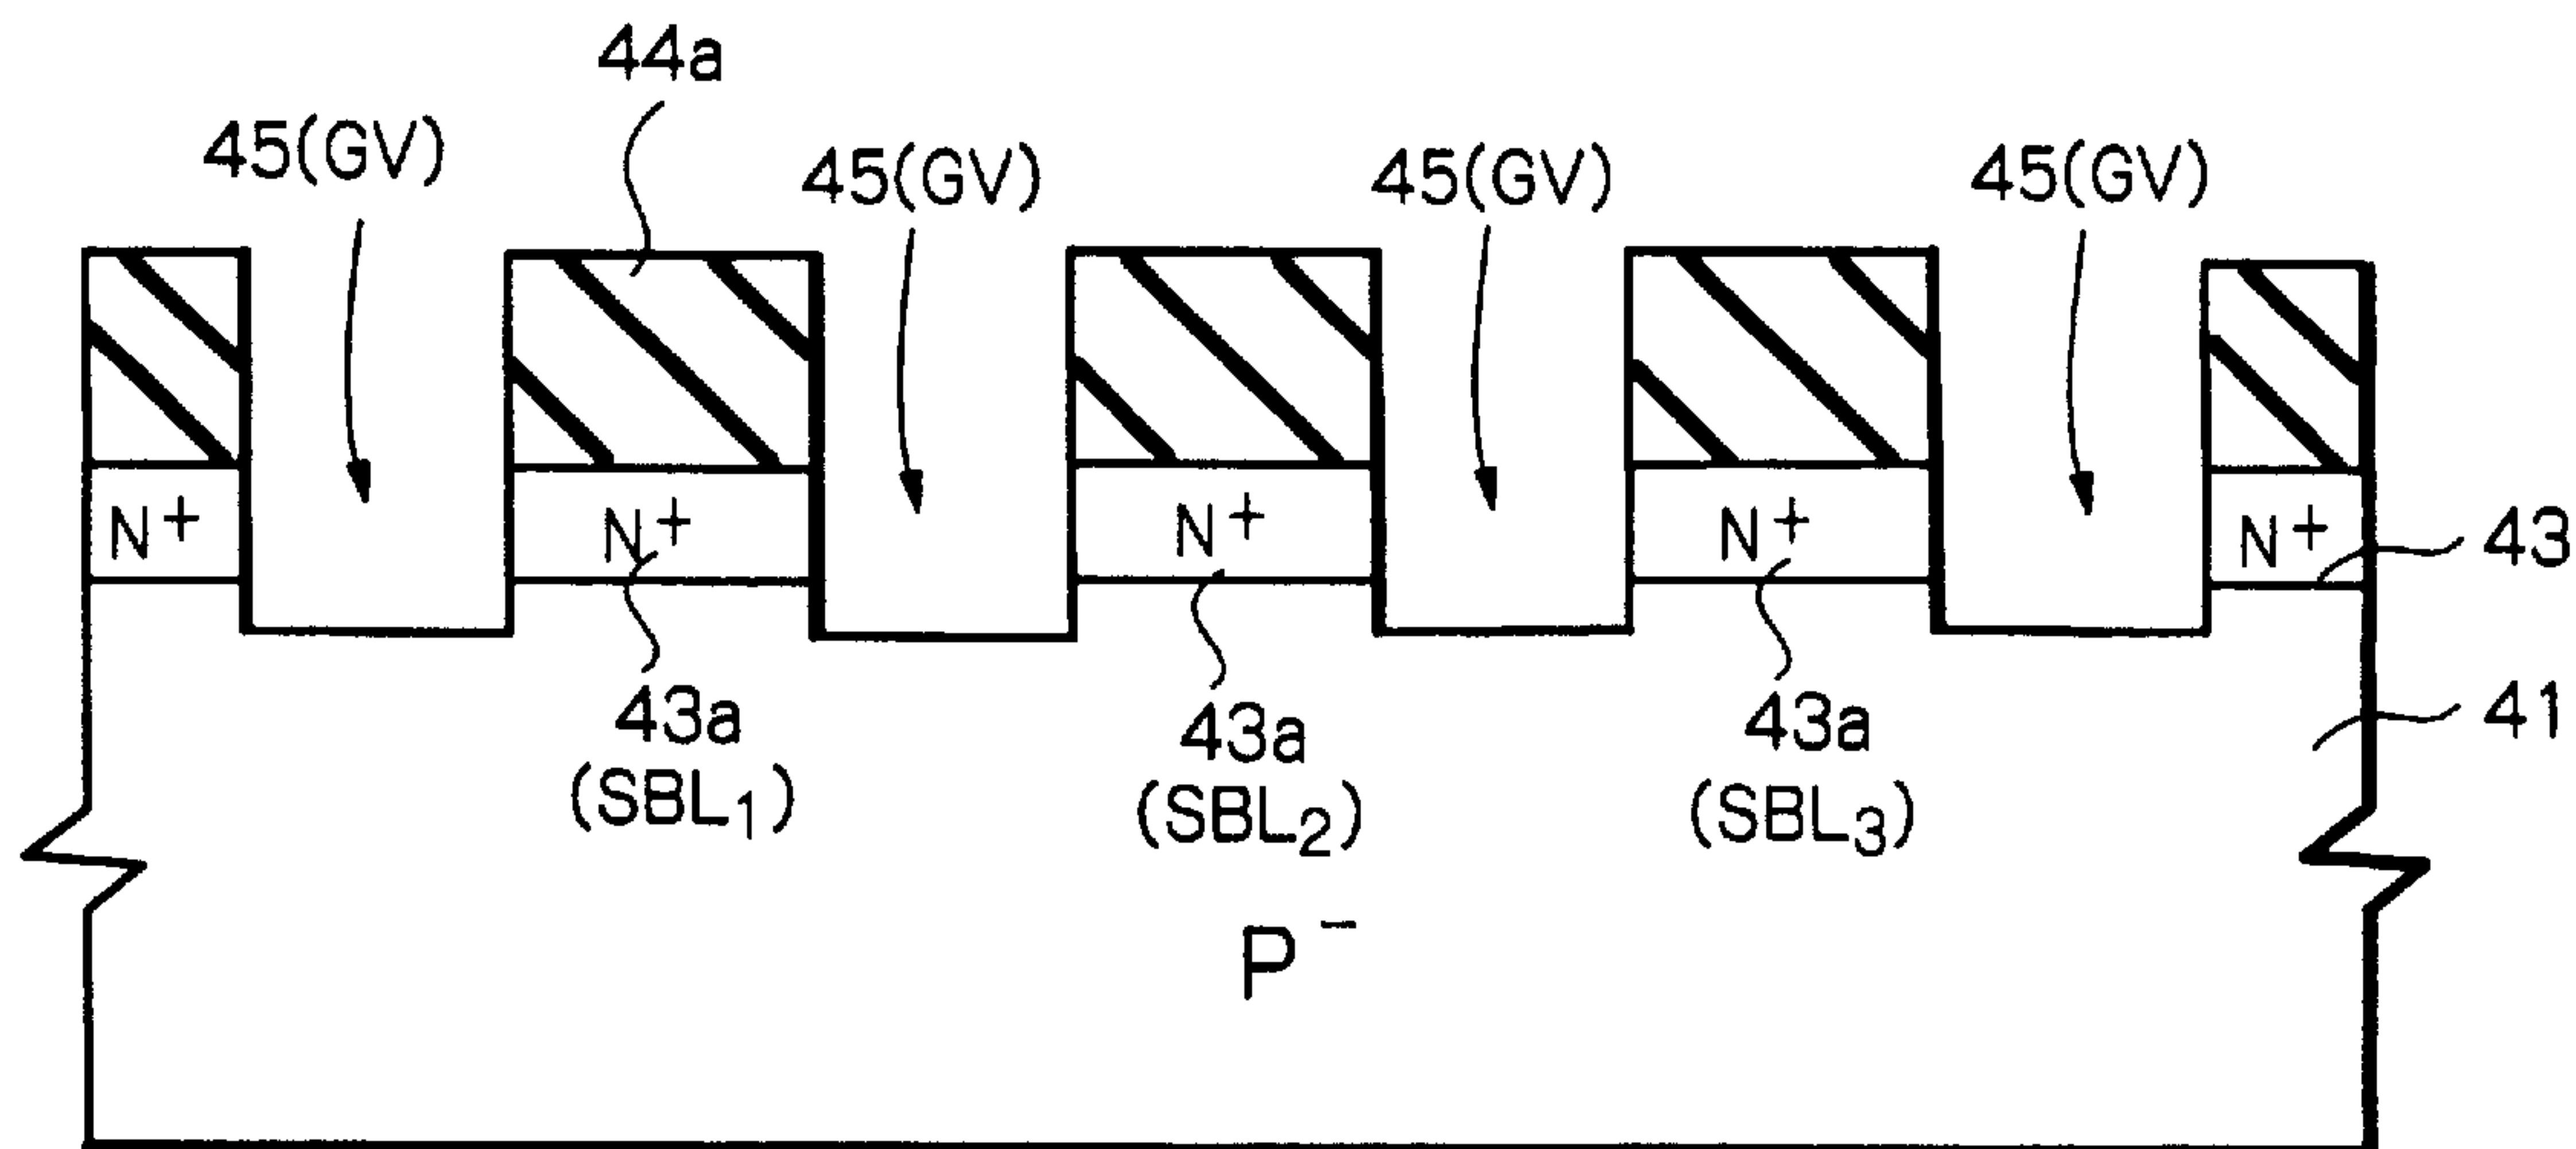 44a
45(GV)
45(GV)
45(GV)
45(GV)
N+
N+
N+
N+
N+
43
43a
(SBL1)
43a
(SBL2)
43a
(SBL3)
41
P-